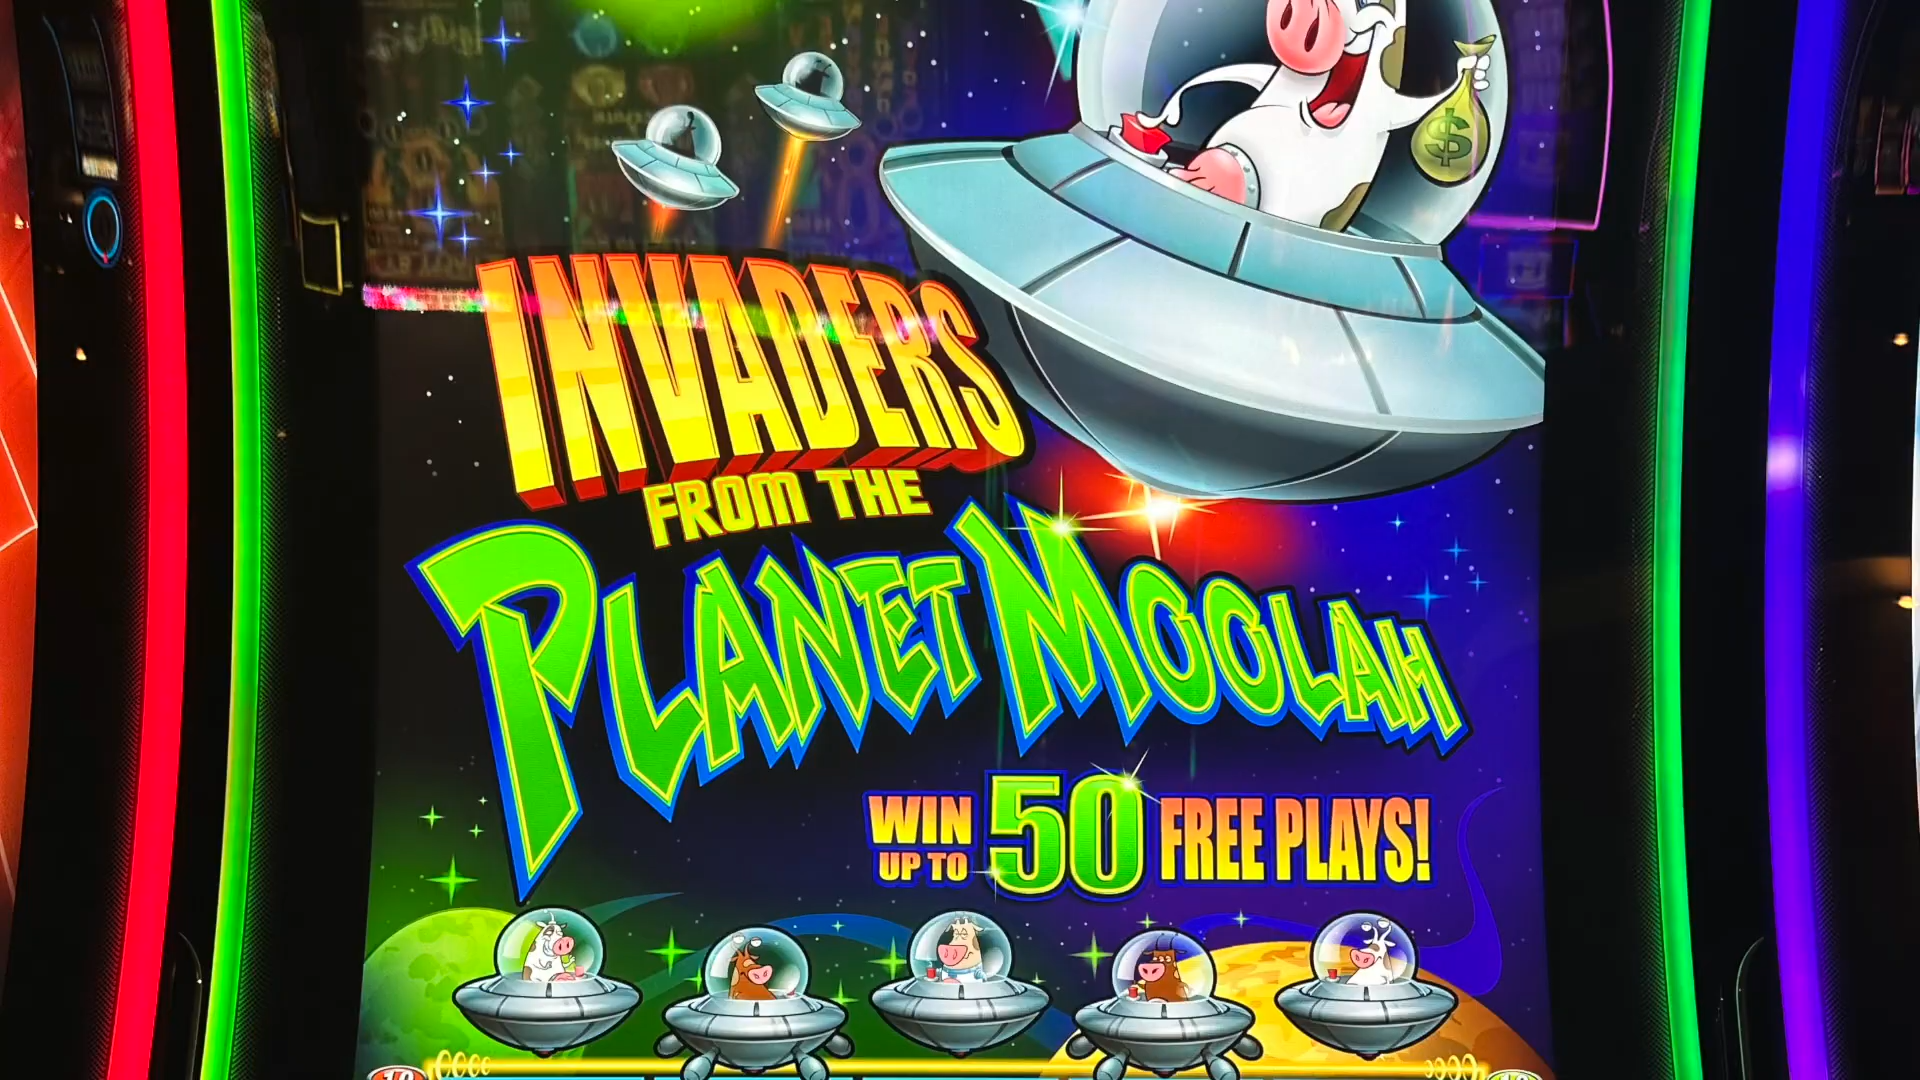 INVADERS
FROM THE
PLANET MOOLAH
WIN
UP TO
50
FREE PLAYS!
$